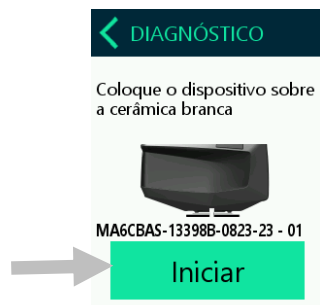 DIAGNÓSTICO
Coloque o dispositivo sobre
a cerâmica branca
MA6CBAS-13398B-0823-23 - 01
Iniciar